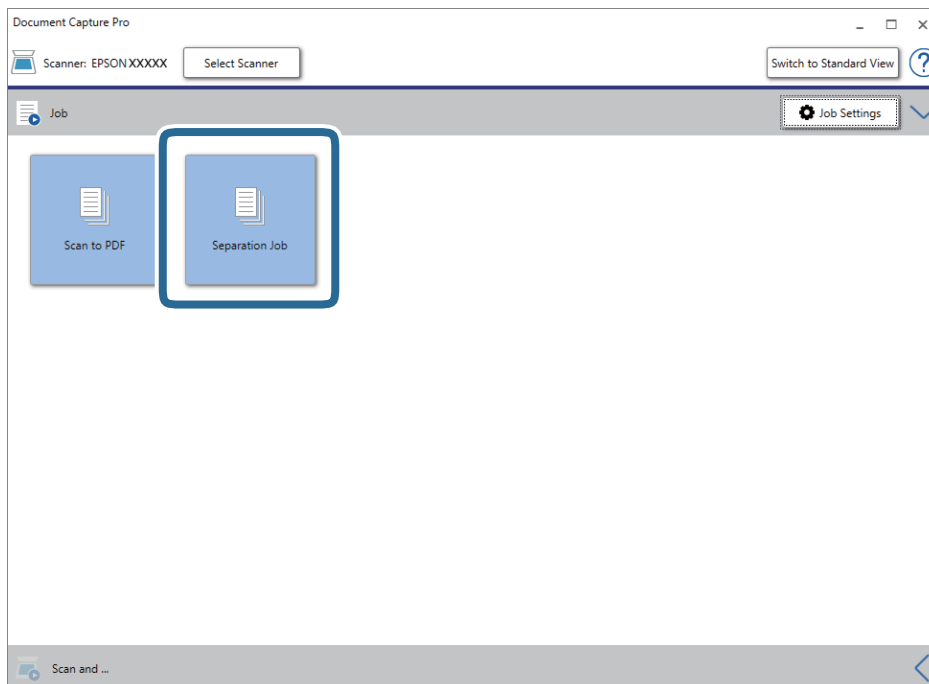 Document Capture Pro
Scanner: EPSON XXXXX Select Scanner Switch to Standard View ?
Job Job Settings
Scan to PDF Separation Job
Scan and ...